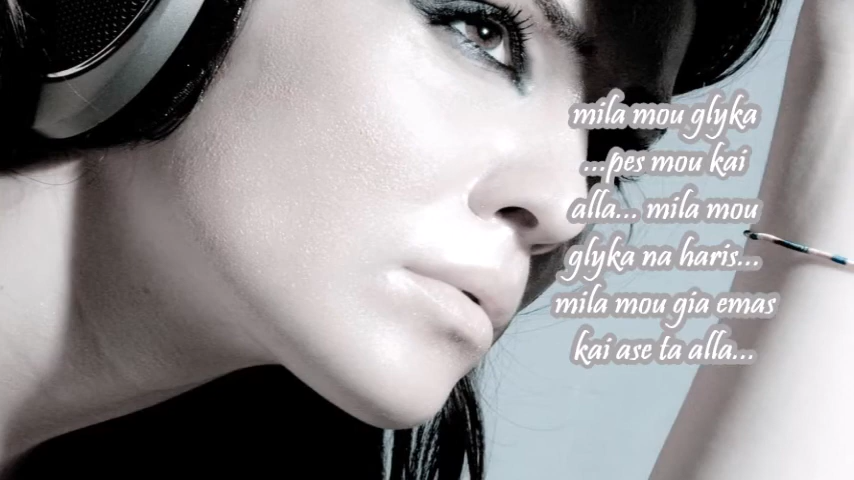 mila mou glyka
...pes mou kai
alla... mila mou
glyka na haris...
mila mou gia emas
kai ase ta alla...